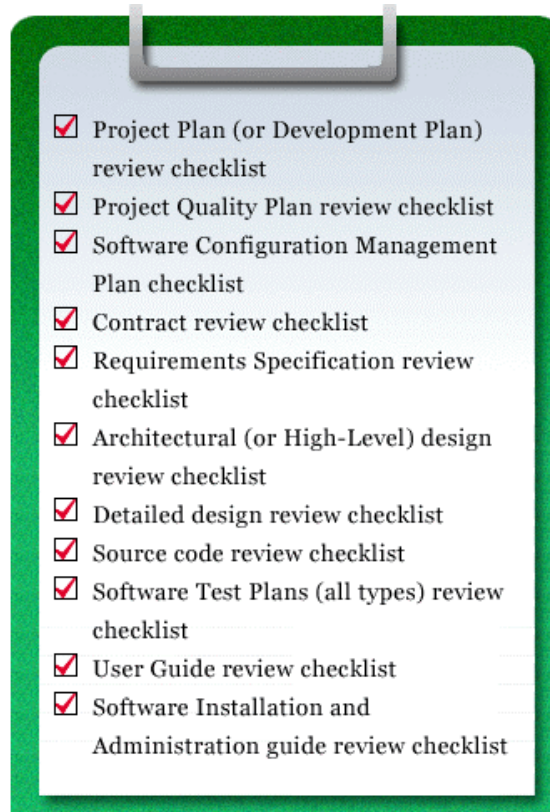 Project Plan (or Development Plan)
review checklist
Project Quality Plan review checklist
Software Configuration Management
Plan checklist
Contract review checklist
Requirements Specification review
checklist
Architectural (or High-Level) design
review checklist
Detailed design review checklist
Source code review checklist
Software Test Plans (all types) review
checklist
User Guide review checklist
Software Installation and
Administration guide review checklist